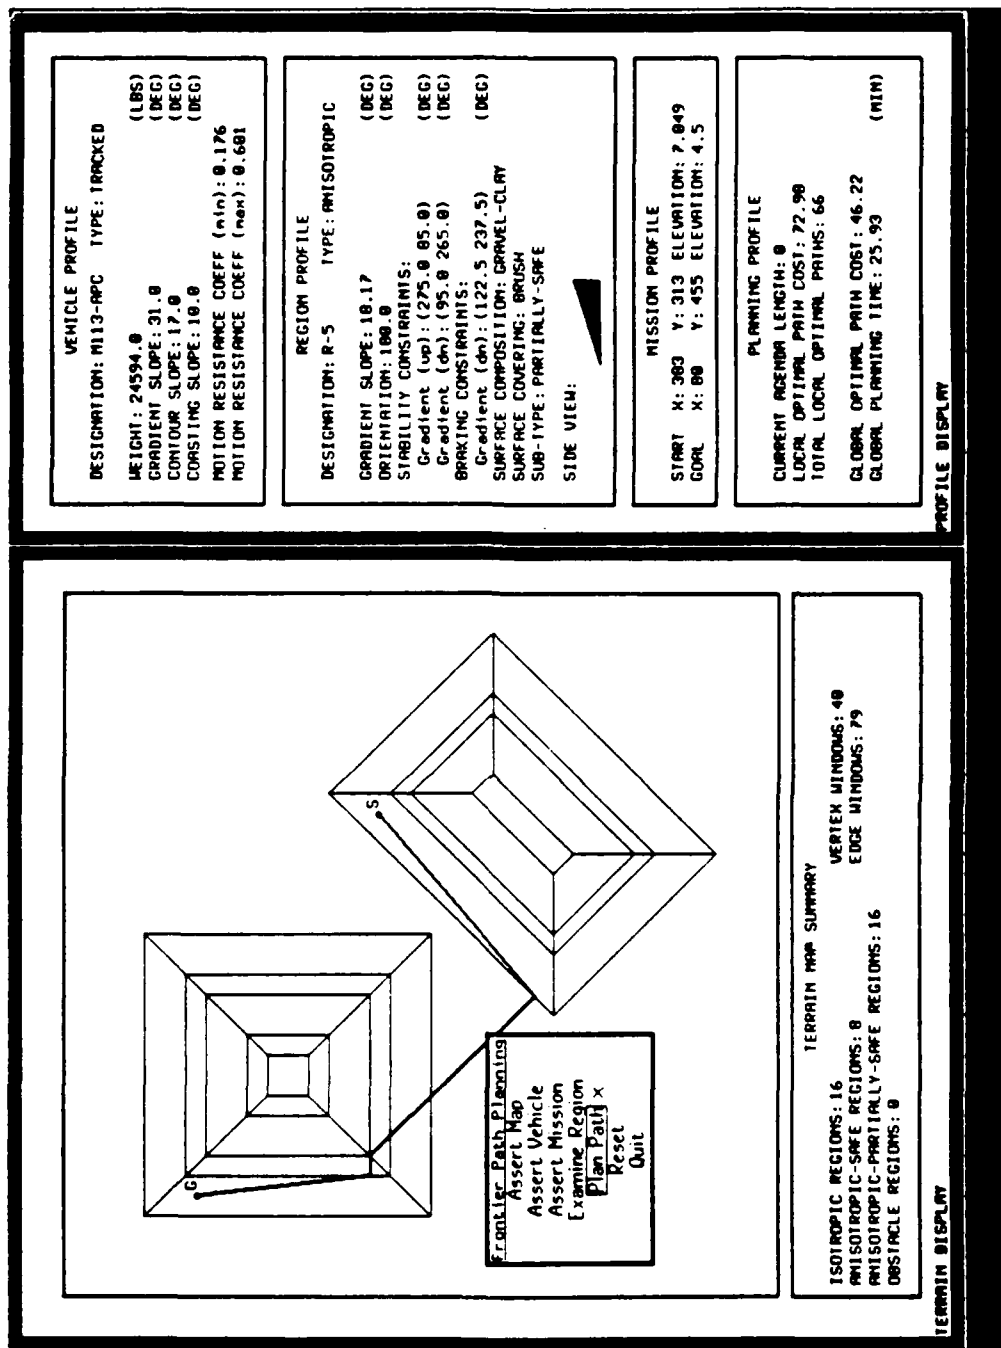 Frontier Path Planning
Assert Map
Assert Vehicle
Assert Mission
Examine Region
Plan Path x
Reset
Quit
G
S
TERRAIN MAP SUMMARY
ISOTROPIC REGIONS: 16 VERTEX WINDOWS: 40
ANISOTROPIC-SAFE REGIONS: 0 EDGE WINDOWS: 79
ANISOTROPIC-PARTIALLY-SAFE REGIONS: 16
OBSTACLE REGIONS: 0
TERRAIN DISPLAY
VEHICLE PROFILE
DESIGNATION: M113-APC TYPE: TRACKED
WEIGHT: 24594.0 (LBS)
GRADIENT SLOPE: 31.0 (DEG)
CONTOUR SLOPE: 17.0 (DEG)
COASTING SLOPE: 10.0 (DEG)
MOTION RESISTANCE COEFF (min): 0.176
MOTION RESISTANCE COEFF (max): 0.601
REGION PROFILE
DESIGNATION: R-5 TYPE: ANISOTROPIC
GRADIENT SLOPE: 18.17 (DEG)
ORIENTATION: 180.0 (DEG)
STABILITY CONSTRAINTS:
Gradient (up): (275.0 85.0) (DEG)
Gradient (dn): (95.0 265.0) (DEG)
BRAKING CONSTRAINTS:
Gradient (dn): (122.5 237.5) (DEG)
SURFACE COMPOSITION: GRAVEL-CLAY
SURFACE COVERING: BRUSH
SUB-TYPE: PARTIALLY-SAFE
SIDE VIEW:
MISSION PROFILE
START X: 383 Y: 313 ELEVATION: 7.049
GOAL X: 80 Y: 455 ELEVATION: 4.5
PLANNING PROFILE
CURRENT AGENDA LENGTH: 0
LOCAL OPTIMAL PATH COST: 72.90
TOTAL LOCAL OPTIMAL PATHS: 66
GLOBAL OPTIMAL PATH COST: 46.22
GLOBAL PLANNING TIME: 25.93 (MIN)
PROFILE DISPLAY